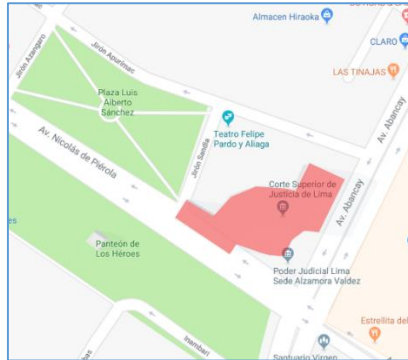 Almacen Hiraoka
CLARO
LAS TINAJAS
Jirón Azangaro
Jirón Apurimac
Plaza Luis
Alberto
Sánchez
Teatro Felipe
Pardo y Aliaga
Av. Abancay
Av. Nicolás de Piérola
Jirón Sandia
Corte Superior de
Justicia de Lima
Av. Abancay
Panteón de
Los Héroes
Poder Judicial Lima
Sede Alzamora Valdez
Inambari
Estrellita del
Santuario Virgen